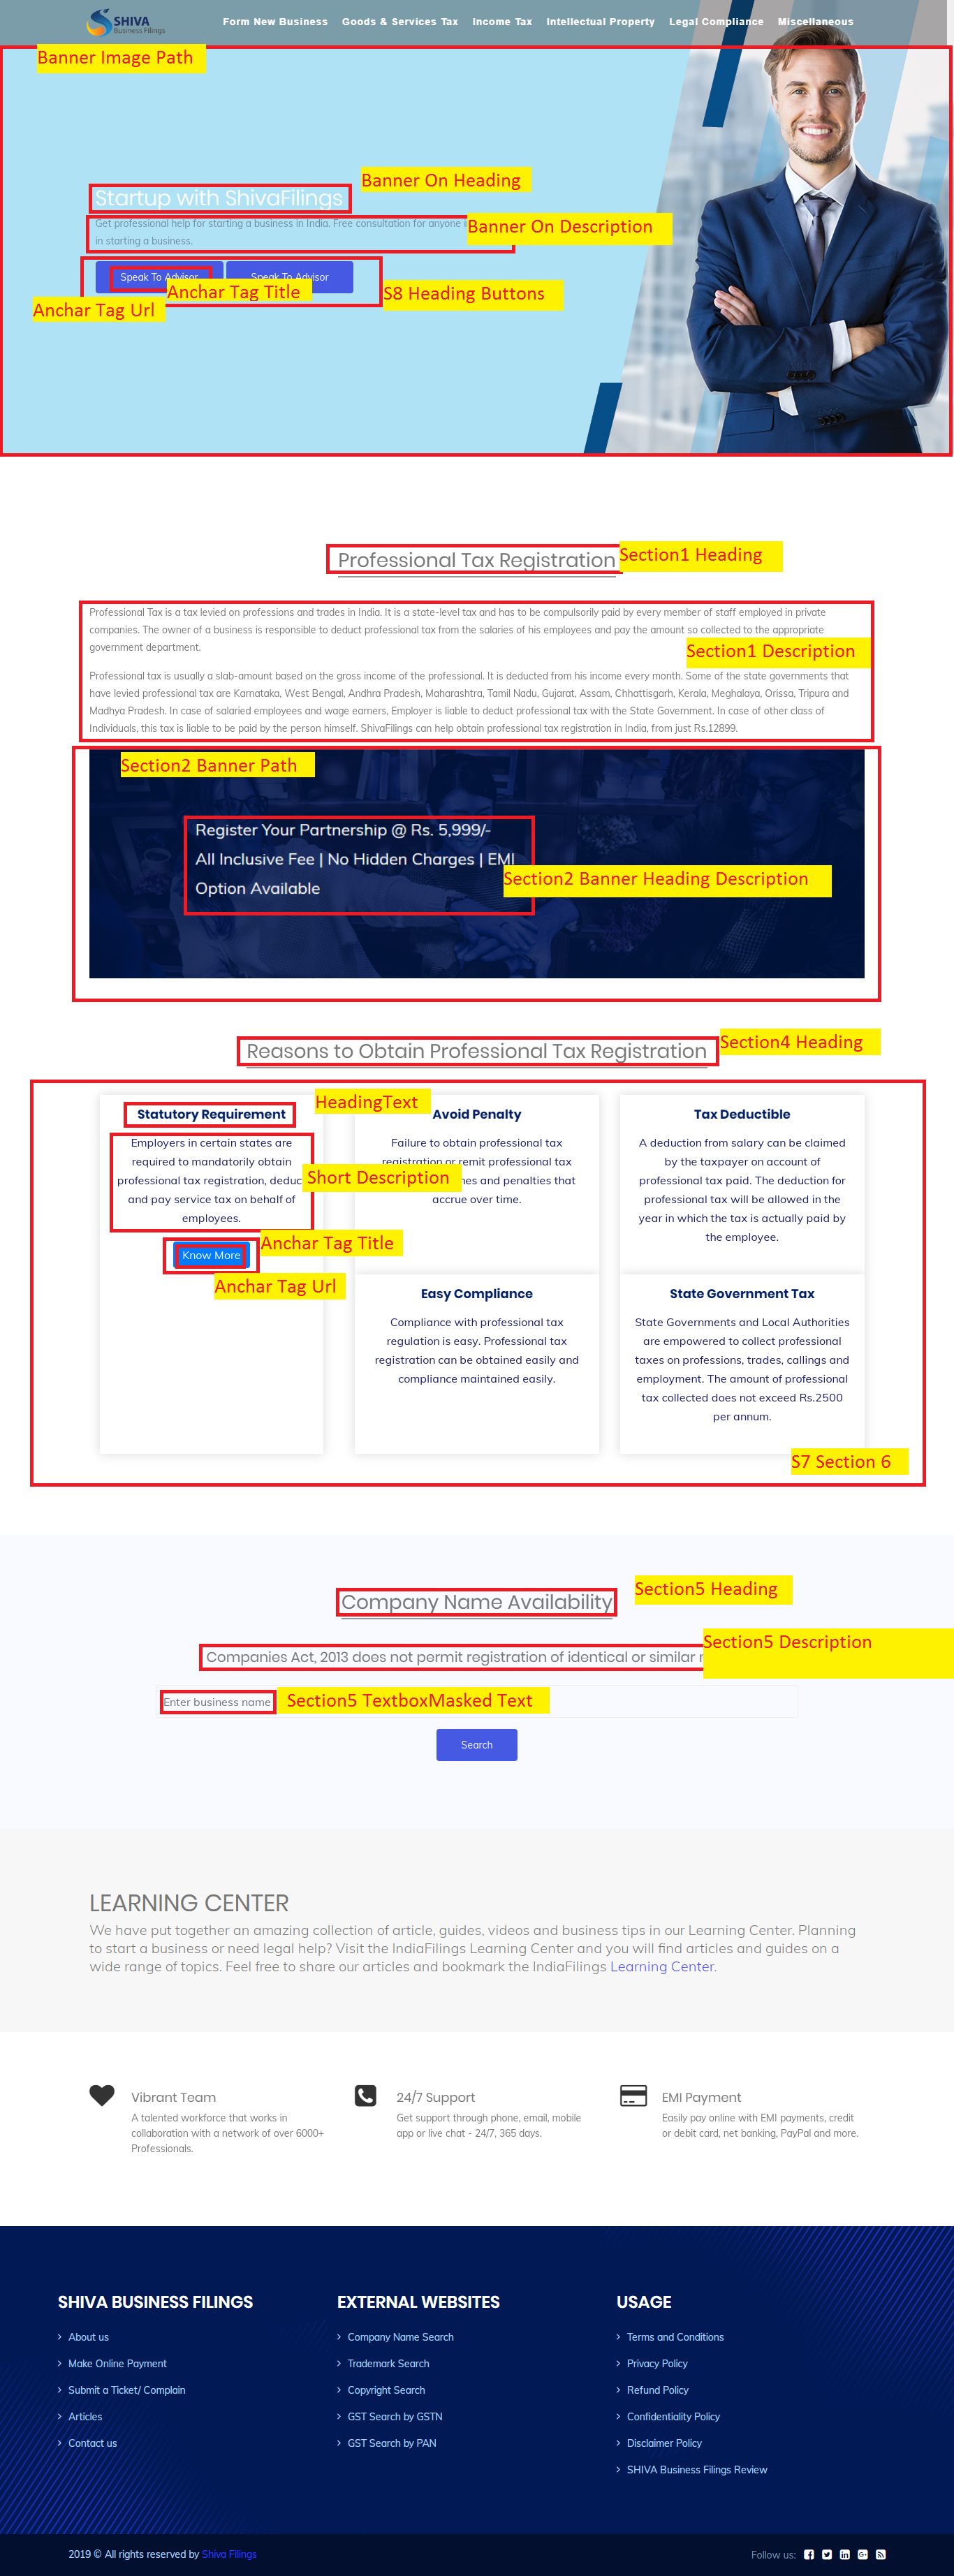 SHIVA
Business Filings
Form New Business Goods & Services Tax Income Tax Intellectual Property Legal Compliance Miscellaneous
Banner Image Path
Banner On Heading
Startup with ShivaFilings
Get professional help for starting a business in India. Free consultation for anyone
Banner On Description
in starting a business.
Speak To Advisor
Speak To Advisor
Anchar Tag Title
S8 Heading Buttons
Anchar Tag Url
Professional Tax Registration
Section1 Heading
Professional Tax is a tax levied on professions and trades in India. It is a state-level tax and has to be compulsorily paid by every member of staff employed in private
companies. The owner of a business is responsible to deduct professional tax from the salaries of his employees and pay the amount so collected to the appropriate
government department.
Section1 Description
Professional tax is usually a slab-amount based on the gross income of the professional. It is deducted from his income every month. Some of the state governments that
have levied professional tax are Karnataka, West Bengal, Andhra Pradesh, Maharashtra, Tamil Nadu, Gujarat, Assam, Chhattisgarh, Kerala, Meghalaya, Orissa, Tripura and
Madhya Pradesh. In case of salaried employees and wage earners, Employer is liable to deduct professional tax with the State Government. In case of other class of
Individuals, this tax is liable to be paid by the person himself. ShivaFilings can help obtain professional tax registration in India, from just Rs.12899.
Section2 Banner Path
Register Your Partnership @ Rs. 5,999/-
All Inclusive Fee | No Hidden Charges | EMI
Option Available
Section2 Banner Heading Description
Reasons to Obtain Professional Tax Registration
Section4 Heading
Statutory Requirement
HeadingText
Employers in certain states are
required to mandatorily obtain
professional tax registration, deduct
and pay service tax on behalf of
employees.
Short Description
Know More
Anchar Tag Title
Anchar Tag Url
Avoid Penalty
Failure to obtain professional tax
registration or remit professional tax
and penalties that
accrue over time.
Tax Deductible
A deduction from salary can be claimed
by the taxpayer on account of
professional tax paid. The deduction for
professional tax will be allowed in the
year in which the tax is actually paid by
the employee.
Easy Compliance
Compliance with professional tax
regulation is easy. Professional tax
registration can be obtained easily and
compliance maintained easily.
State Government Tax
State Governments and Local Authorities
are empowered to collect professional
taxes on professions, trades, callings and
employment. The amount of professional
tax collected does not exceed Rs.2500
per annum.
S7 Section 6
Company Name Availability
Section5 Heading
Companies Act, 2013 does not permit registration of identical or similar
Section5 Description
Enter business name
Section5 TextboxMasked Text
Search
LEARNING CENTER
We have put together an amazing collection of article, guides, videos and business tips in our Learning Center. Planning
to start a business or need legal help? Visit the IndiaFilings Learning Center and you will find articles and guides on a
wide range of topics. Feel free to share our articles and bookmark the IndiaFilings Learning Center.
Vibrant Team
A talented workforce that works in
collaboration with a network of over 6000+
Professionals.
24/7 Support
Get support through phone, email, mobile
app or live chat - 24/7, 365 days.
EMI Payment
Easily pay online with EMI payments, credit
or debit card, net banking, PayPal and more.
SHIVA BUSINESS FILINGS
About us
Make Online Payment
Submit a Ticket/ Complain
Articles
Contact us
EXTERNAL WEBSITES
Company Name Search
Trademark Search
Copyright Search
GST Search by GSTN
GST Search by PAN
USAGE
Terms and Conditions
Privacy Policy
Refund Policy
Confidentiality Policy
Disclaimer Policy
SHIVA Business Filings Review
2019 © All rights reserved by Shiva Filings
Follow us: